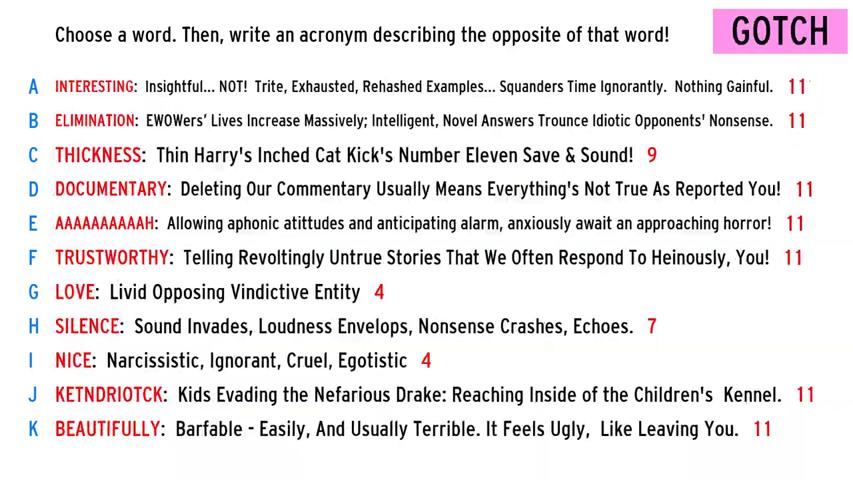 Choose a word. Then, write an acronym describing the opposite of that word!
GOTCH
A INTERESTING: Insightful... NOT! Trite, Exhausted, Rehashed Examples... Squanders Time Ignorantly. Nothing Gainful. 11
B ELIMINATION: EWOWers' Lives Increase Massively; Intelligent, Novel Answers Trounce Idiotic Opponents' Nonsense. 11
C THICKNESS: Thin Harry's Inched Cat Kick's Number Eleven Save & Sound! 9
D DOCUMENTARY: Deleting Our Commentary Usually Means Everything's Not True As Reported You! 11
E AAAAAAAAAAH: Allowing aphonic atittudes and anticipating alarm, anxiously await an approaching horror! 11
F TRUSTWORTHY: Telling Revoltingly Untrue Stories That We Often Respond To Heinously, You! 11
G LOVE: Livid Opposing Vindictive Entity 4
H SILENCE: Sound Invades, Loudness Envelops, Nonsense Crashes, Echoes. 7
I NICE: Narcissistic, Ignorant, Cruel, Egotistic 4
J KETNDRIOTCK: Kids Evading the Nefarious Drake: Reaching Inside of the Children's Kennel. 11
K BEAUTIFULLY: Barfable - Easily, And Usually Terrible. It Feels Ugly, Like Leaving You. 11